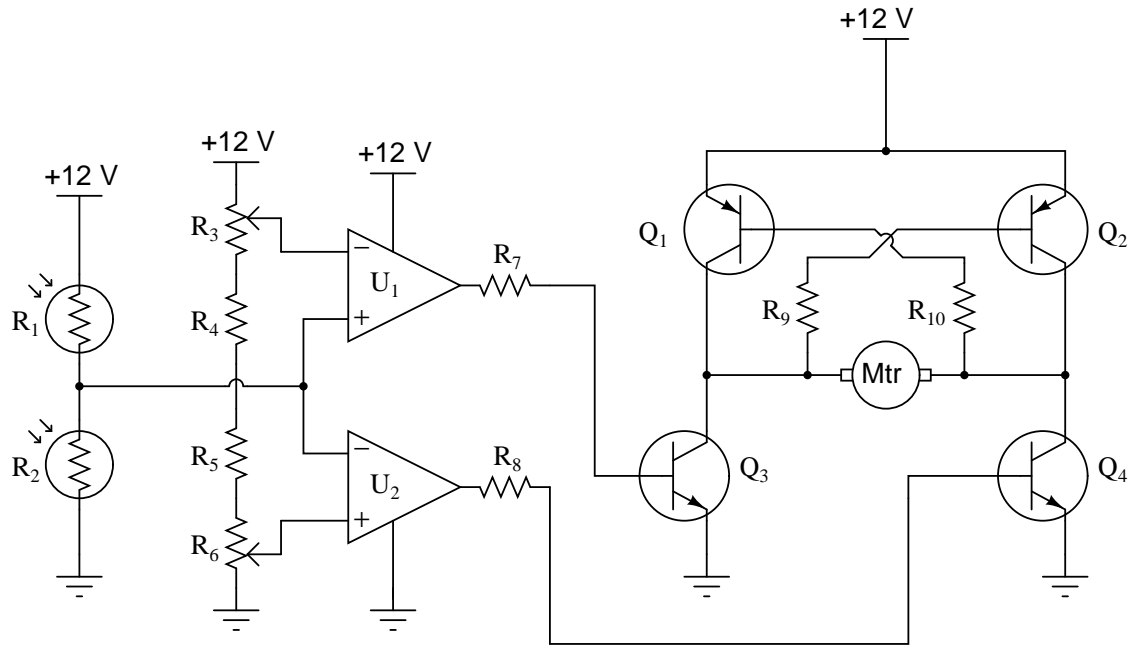 +12 V
+12 V
+12 V
+12 V
R3
Q1
Q2
−
R7
U1
R9
R10
R1
R4
+
Mtr
−
R2
R5
U2
R8
Q3
Q4
R6
+